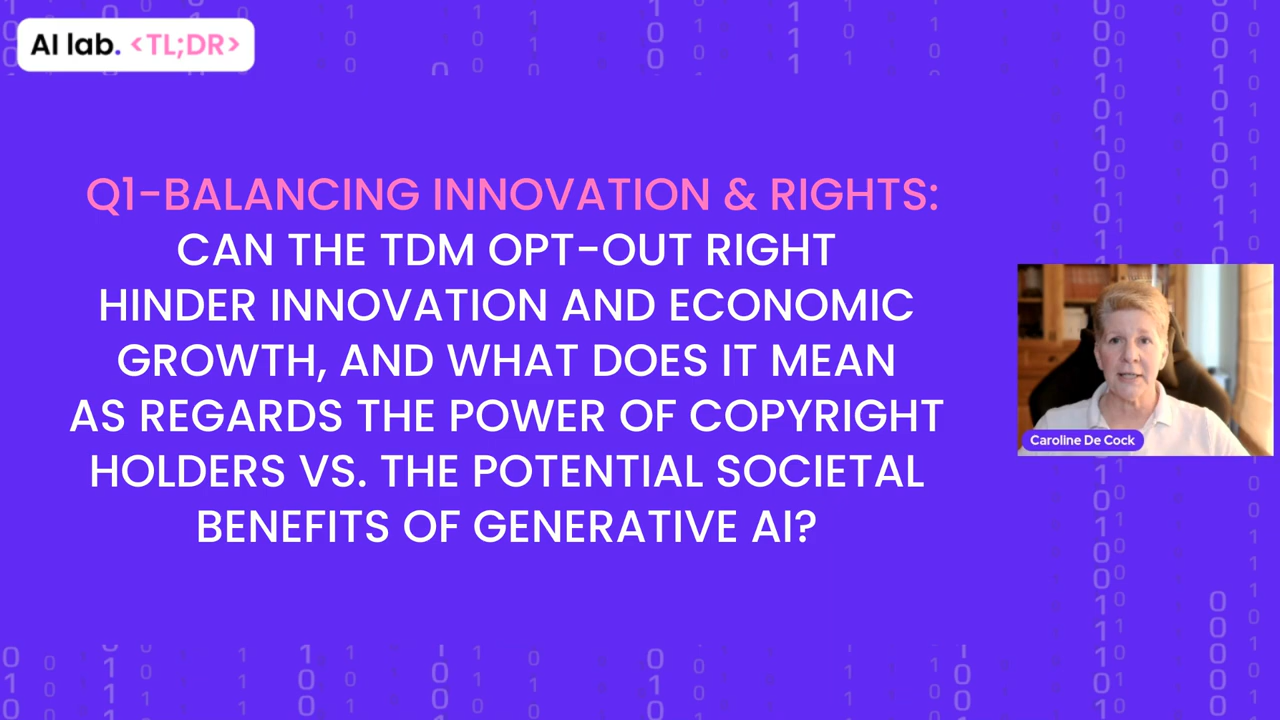 AI lab. <TL;DR>
Q1-BALANCING INNOVATION & RIGHTS:
CAN THE TDM OPT-OUT RIGHT
HINDER INNOVATION AND ECONOMIC
GROWTH, AND WHAT DOES IT MEAN
AS REGARDS THE POWER OF COPYRIGHT
HOLDERS VS. THE POTENTIAL SOCIETAL
BENEFITS OF GENERATIVE AI?
Caroline De Cock